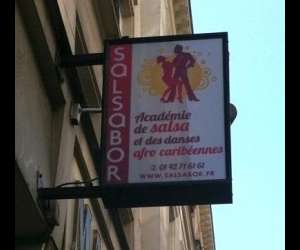 SALSABOR
Académie
de salsa
et des danses
afro caribéennes
WWW.SALSABOR.FR